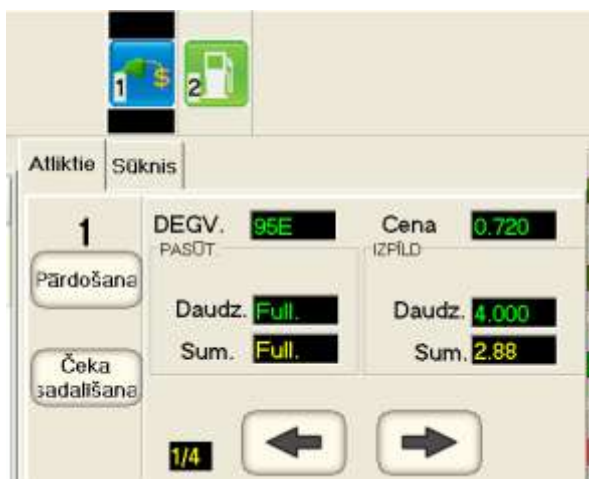 1 $ 2
Atliktie Sūknis
1 DEGV. 95E Cena 0.720
PASŪT IZPĪLD
Pārdošana
Daudz. Full. Daudz. 4.000
Sum. Full. Sum. 2.88
Čeka
sadalīšana
1/4